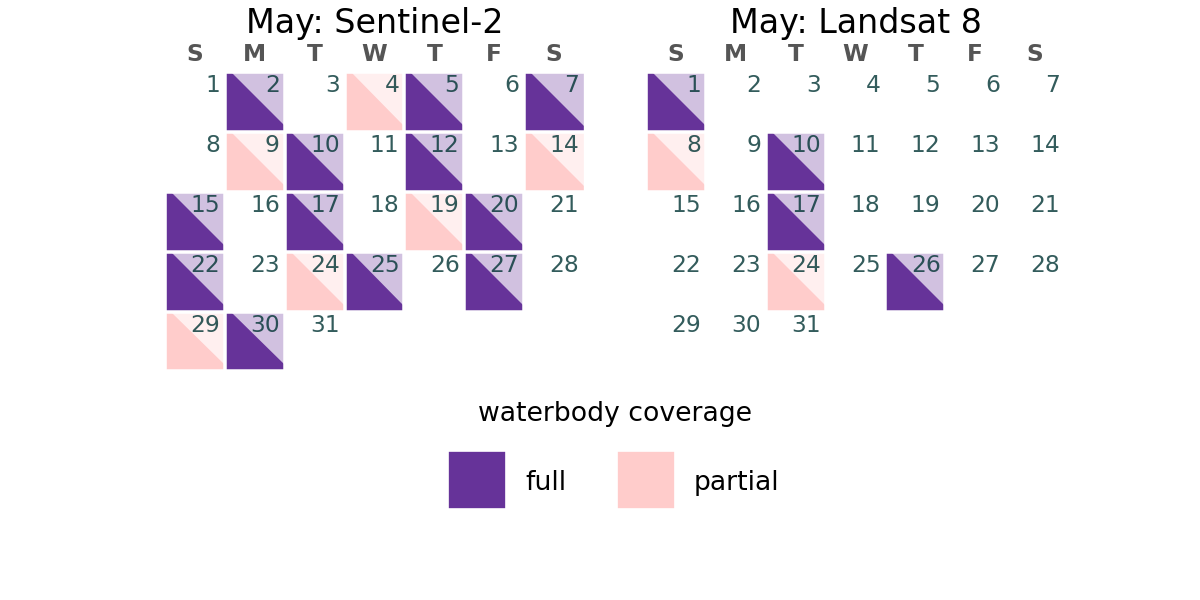 May: Sentinel-2
S M T W T F S
1 2 3 4 5 6 7
8 9 10 11 12 13 14
15 16 17 18 19 20 21
22 23 24 25 26 27 28
29 30 31
May: Landsat 8
S M T W T F S
1 2 3 4 5 6 7
8 9 10 11 12 13 14
15 16 17 18 19 20 21
22 23 24 25 26 27 28
29 30 31
waterbody coverage
full partial